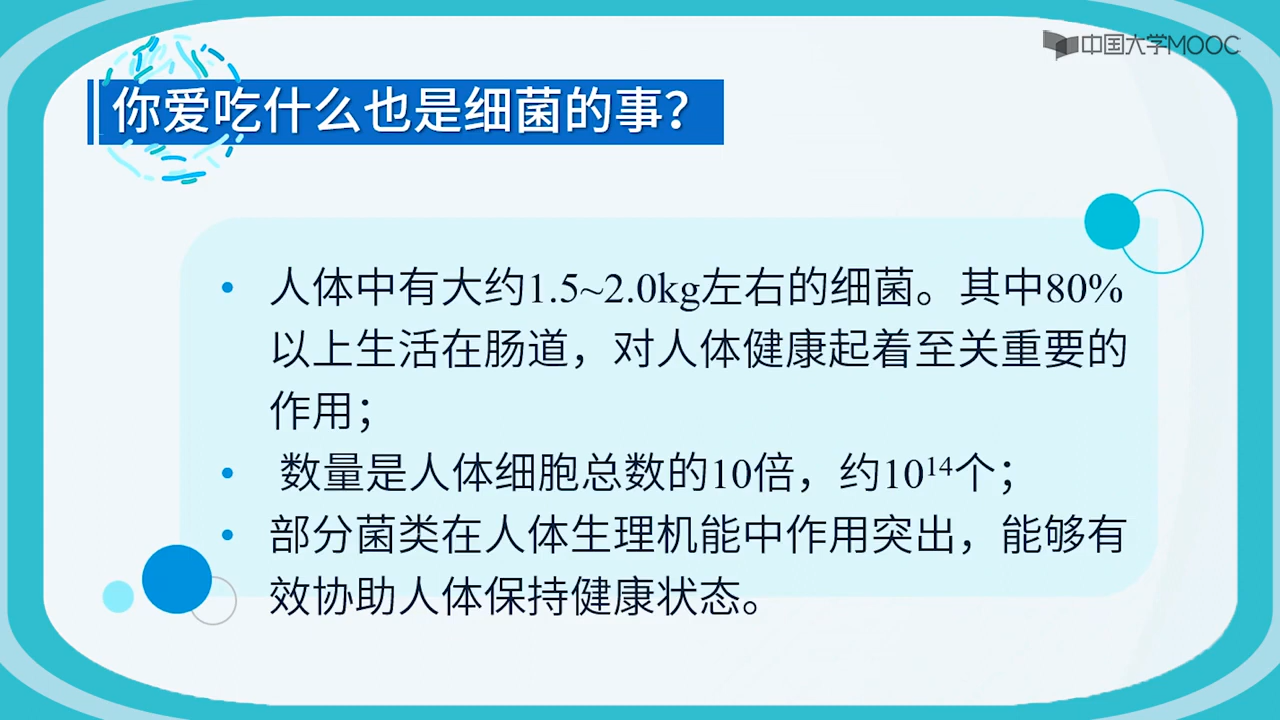 中国大学MOOC
你爱吃什么也是细菌的事？
• 人体中有大约1.5~2.0kg左右的细菌。其中80%
以上生活在肠道，对人体健康起着至关重要的
作用；
• 数量是人体细胞总数的10倍，约10¹⁴个；
• 部分菌类在人体生理机能中作用突出，能够有
效协助人体保持健康状态。